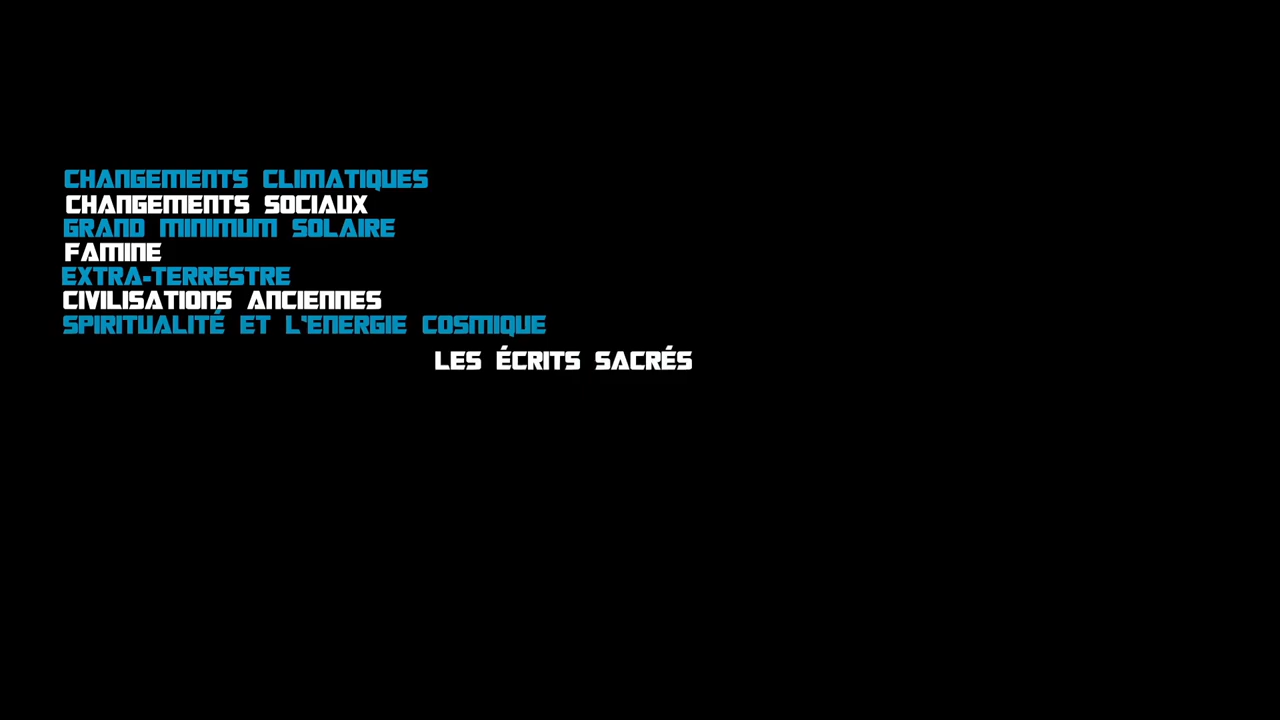 CHANGEMENTS CLIMATIQUES
CHANGEMENTS SOCIAUX
GRAND MINIMUM SOLAIRE
FAMINE
EXTRA-TERRESTRE
CIVILISATIONS ANCIENNES
SPIRITUALITÉ ET L'ENERGIE COSMIQUE
LES ÉCRITS SACRÉS